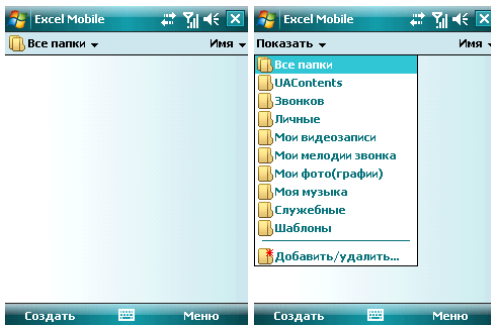 Excel Mobile
Все папки
Имя
Создать
Меню
Excel Mobile
Показать
Имя
Все папки
UAContents
Звонков
Личные
Мои видеозаписи
Мои мелодии звонка
Мои фото(графии)
Моя музыка
Служебные
Шаблоны
Добавить/удалить...
Создать
Меню